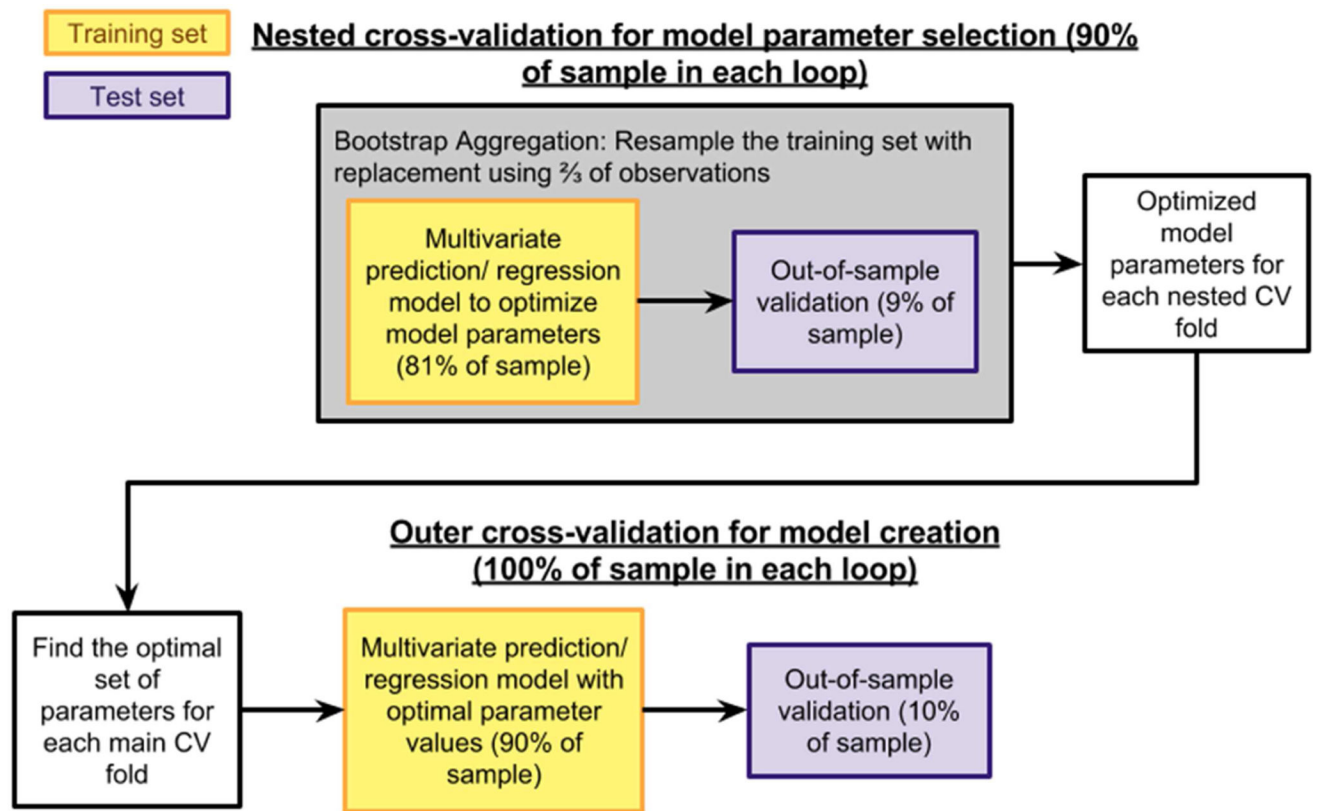 Training set
Test set
Nested cross-validation for model parameter selection (90%
of sample in each loop)
Bootstrap Aggregation: Resample the training set with
replacement using ⅔ of observations
Multivariate
prediction/ regression
model to optimize
model parameters
(81% of sample)
Out-of-sample
validation (9% of
sample)
Optimized
model
parameters for
each nested CV
fold
Outer cross-validation for model creation
(100% of sample in each loop)
Find the optimal
set of
parameters for
each main CV
fold
Multivariate prediction/
regression model with
optimal parameter
values (90% of
sample)
Out-of-sample
validation (10%
of sample)